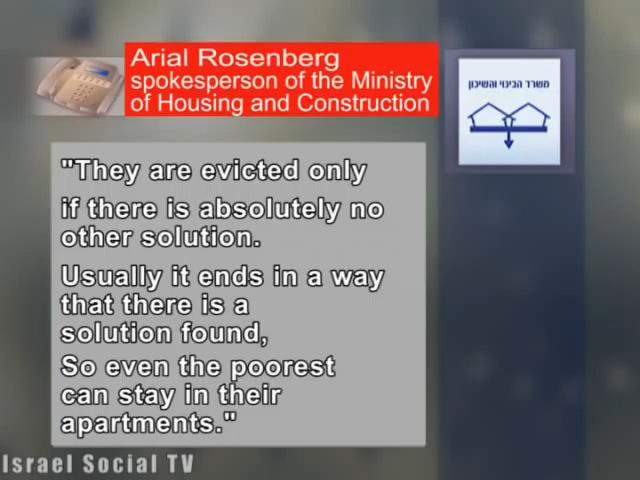 Arial Rosenberg
spokesperson of the Ministry
of Housing and Construction
משרד הבינוי והשיכון
"They are evicted only
if there is absolutely no
other solution.
Usually it ends in a way
that there is a
solution found,
So even the poorest
can stay in their
apartments."
Israel Social TV